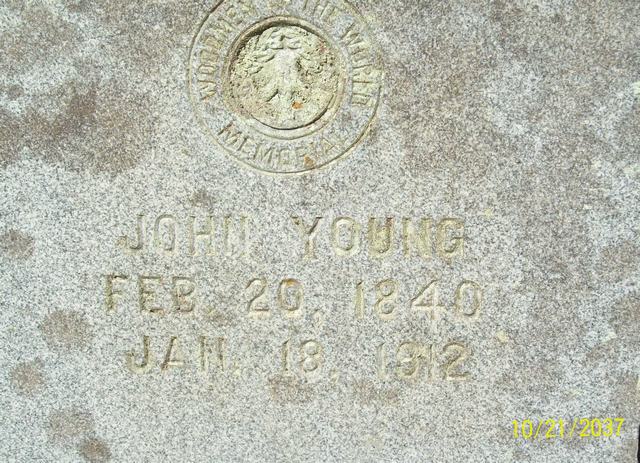 WOODMEN OF THE WORLD
MEMORIAL
JOHN YOUNG
FEB. 20, 1840
JAN. 18, 1912
10/21/2037